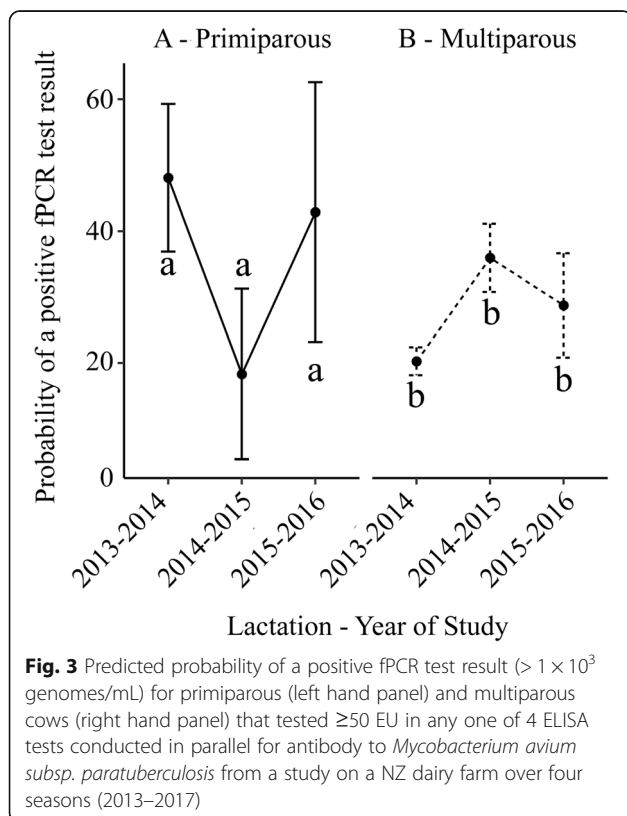 A - Primiparous
B - Multiparous
Probability of a positive fPCR test result
60
40
20
0
a
a
a
b
b
b
2013-2014
2014-2015
2015-2016
2013-2014
2014-2015
2015-2016
Lactation - Year of Study
Fig. 3 Predicted probability of a positive fPCR test result (> 1 × 10³
genomes/mL) for primiparous (left hand panel) and multiparous
cows (right hand panel) that tested ≥50 EU in any one of 4 ELISA
tests conducted in parallel for antibody to Mycobacterium avium
subsp. paratuberculosis from a study on a NZ dairy farm over four
seasons (2013–2017)